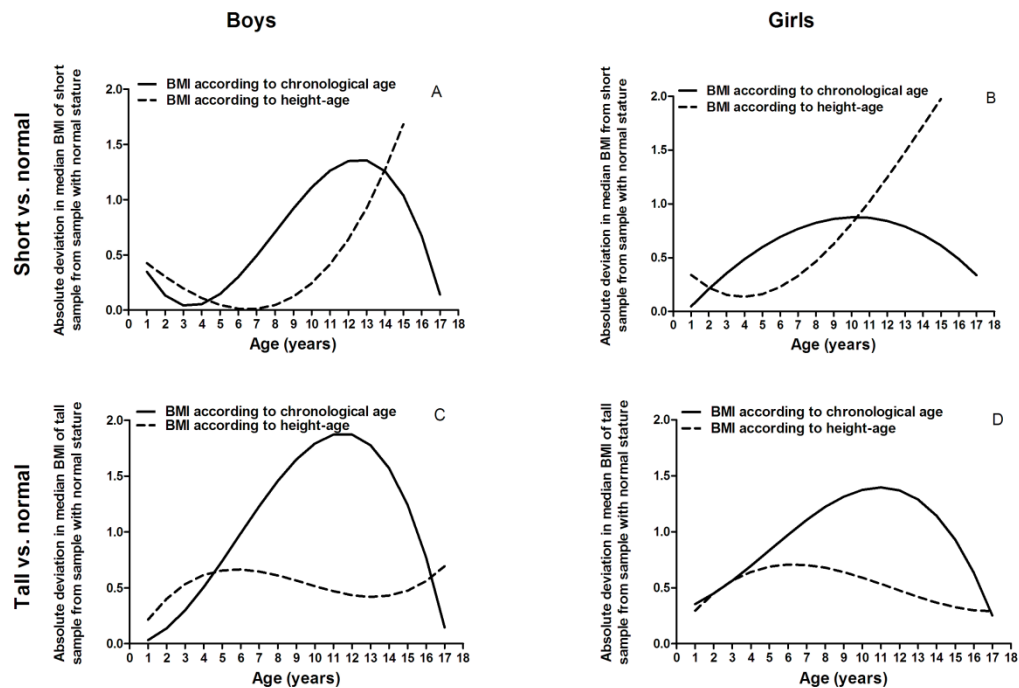 Boys
Girls
Short vs. normal
Absolute deviation in median BMI of short
sample from sample with normal stature
BMI according to chronological age
BMI according to height-age
A
2.0
1.5
1.0
0.5
0.0
0 1 2 3 4 5 6 7 8 9 10 11 12 13 14 15 16 17 18
Age (years)
Absolute deviation in median BMI from short
sample from sample with normal stature
BMI according to chronological age
BMI according to height-age
B
2.0
1.5
1.0
0.5
0.0
0 1 2 3 4 5 6 7 8 9 10 11 12 13 14 15 16 17 18
Age (years)
Tall vs. normal
Absolute deviation in median BMI of tall
sample from sample with normal stature
BMI according to chronological age
BMI according to height-age
C
2.0
1.5
1.0
0.5
0.0
0 1 2 3 4 5 6 7 8 9 10 11 12 13 14 15 16 17 18
Age (years)
Absolute deviation in median BMI of tall
sample from sample with normal stature
BMI according to chronological age
BMI according to height-age
D
2.0
1.5
1.0
0.5
0.0
0 1 2 3 4 5 6 7 8 9 10 11 12 13 14 15 16 17 18
Age (years)